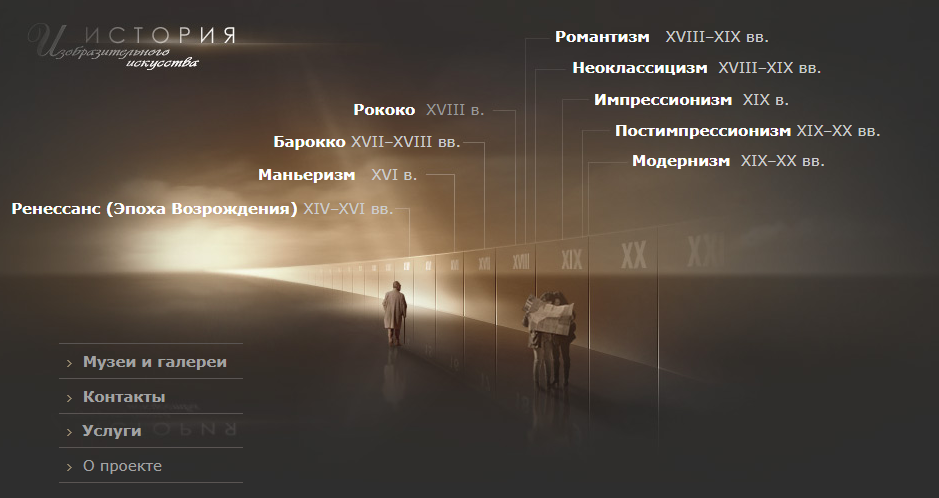 ИСТОРИЯ
Изобразительного
искусства
Романтизм XVIII–XIX вв.
Неоклассицизм XVIII–XIX вв.
Импрессионизм XIX в.
Рококо XVIII в.
Постимпрессионизм XIX–XX вв.
Барокко XVII–XVIII вв.
Модернизм XIX–XX вв.
Маньеризм XVI в.
Ренессанс (Эпоха Возрождения) XIV–XVI вв.
XVI XVII XVIII XIX XX XXI
Музеи и галереи
Контакты
Услуги
О проекте